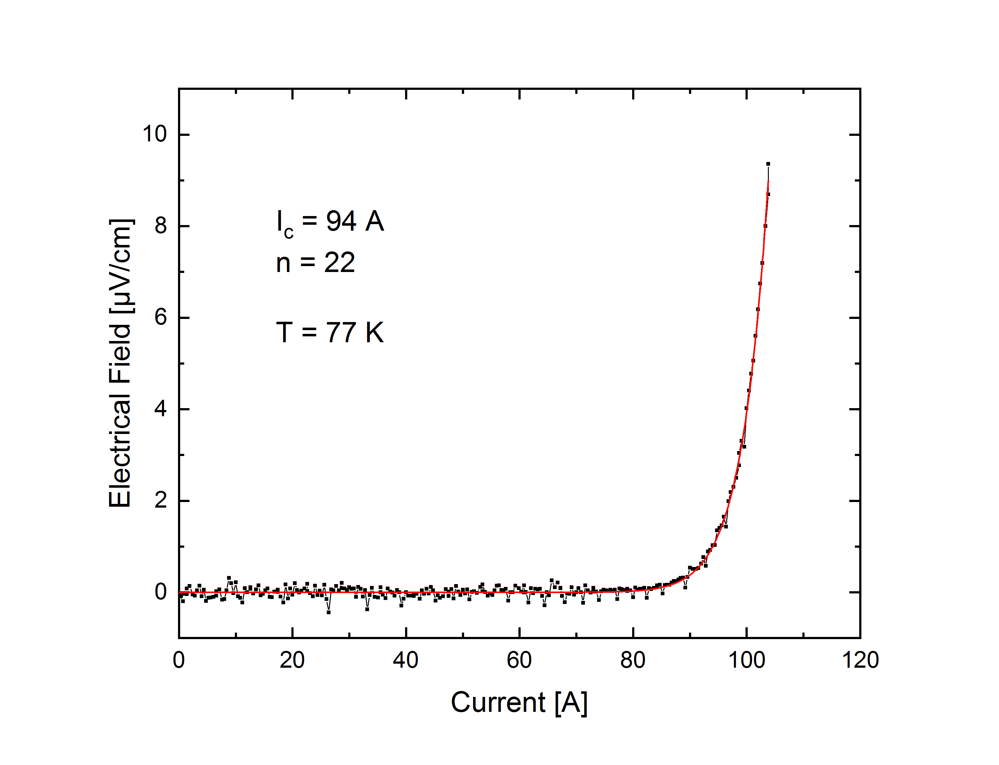 I_c = 94 A
n = 22
T = 77 K
Electrical Field [µV/cm]
10
8
6
4
2
0
0 20 40 60 80 100 120
Current [A]